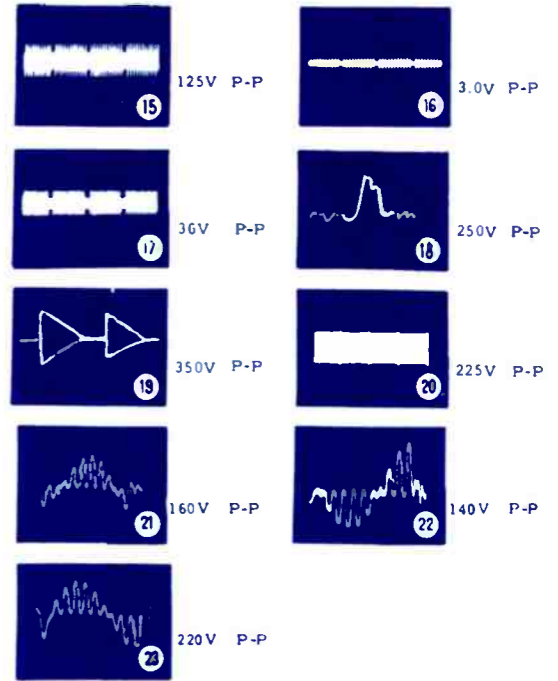 15 125V P-P
16 3.0V P-P
17 36V P-P
18 250V P-P
19 350V P-P
20 225V P-P
21 160V P-P
22 140V P-P
23 220V P-P